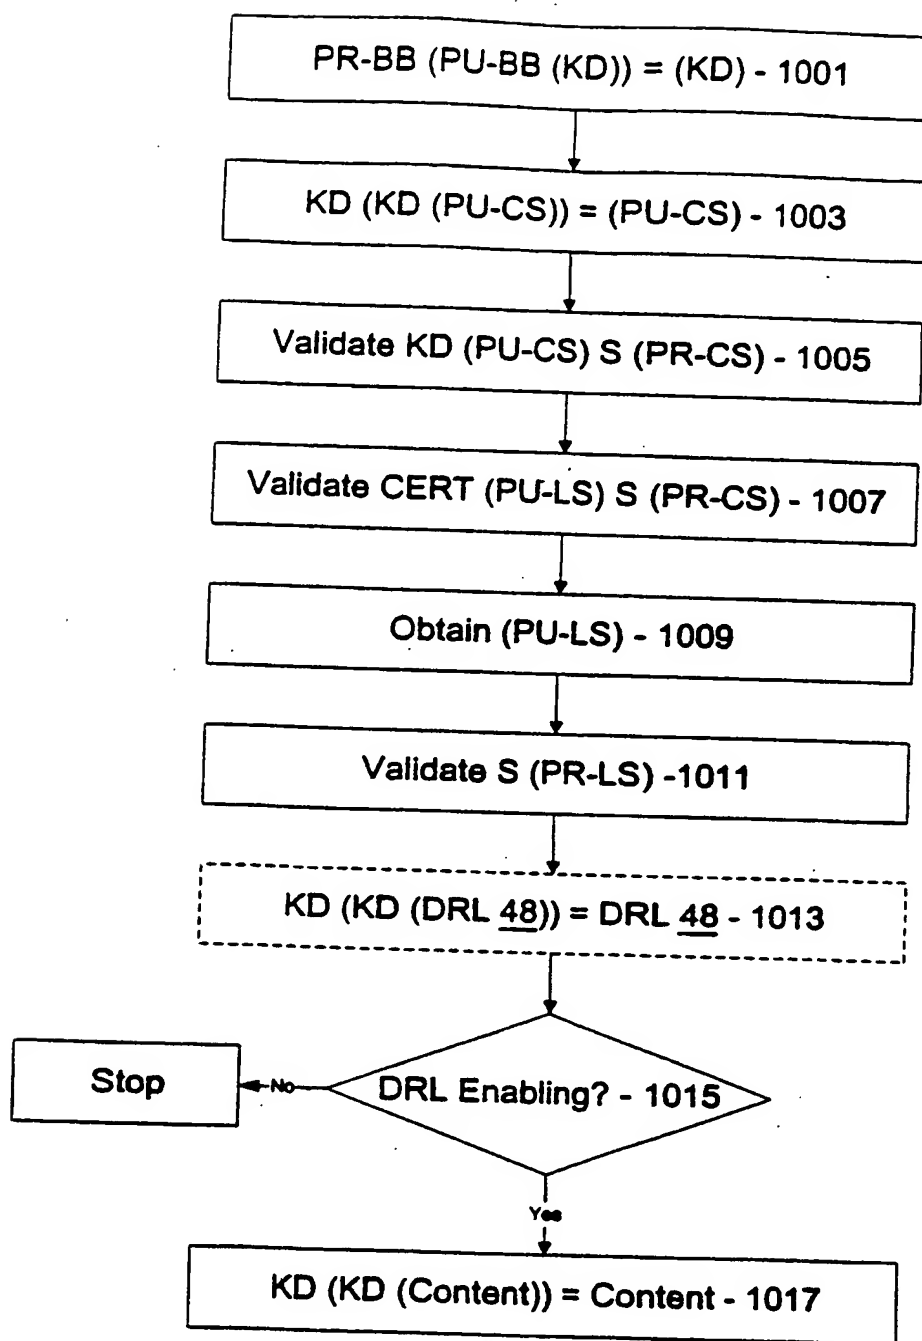 PR-BB (PU-BB (KD)) = (KD) - 1001
KD (KD (PU-CS)) = (PU-CS) - 1003
Validate KD (PU-CS) S (PR-CS) - 1005
Validate CERT (PU-LS) S (PR-CS) - 1007
Obtain (PU-LS) - 1009
Validate S (PR-LS) -1011
KD (KD (DRL 48)) = DRL 48 - 1013
DRL Enabling? - 1015
No
Stop
Yes
KD (KD (Content)) = Content - 1017